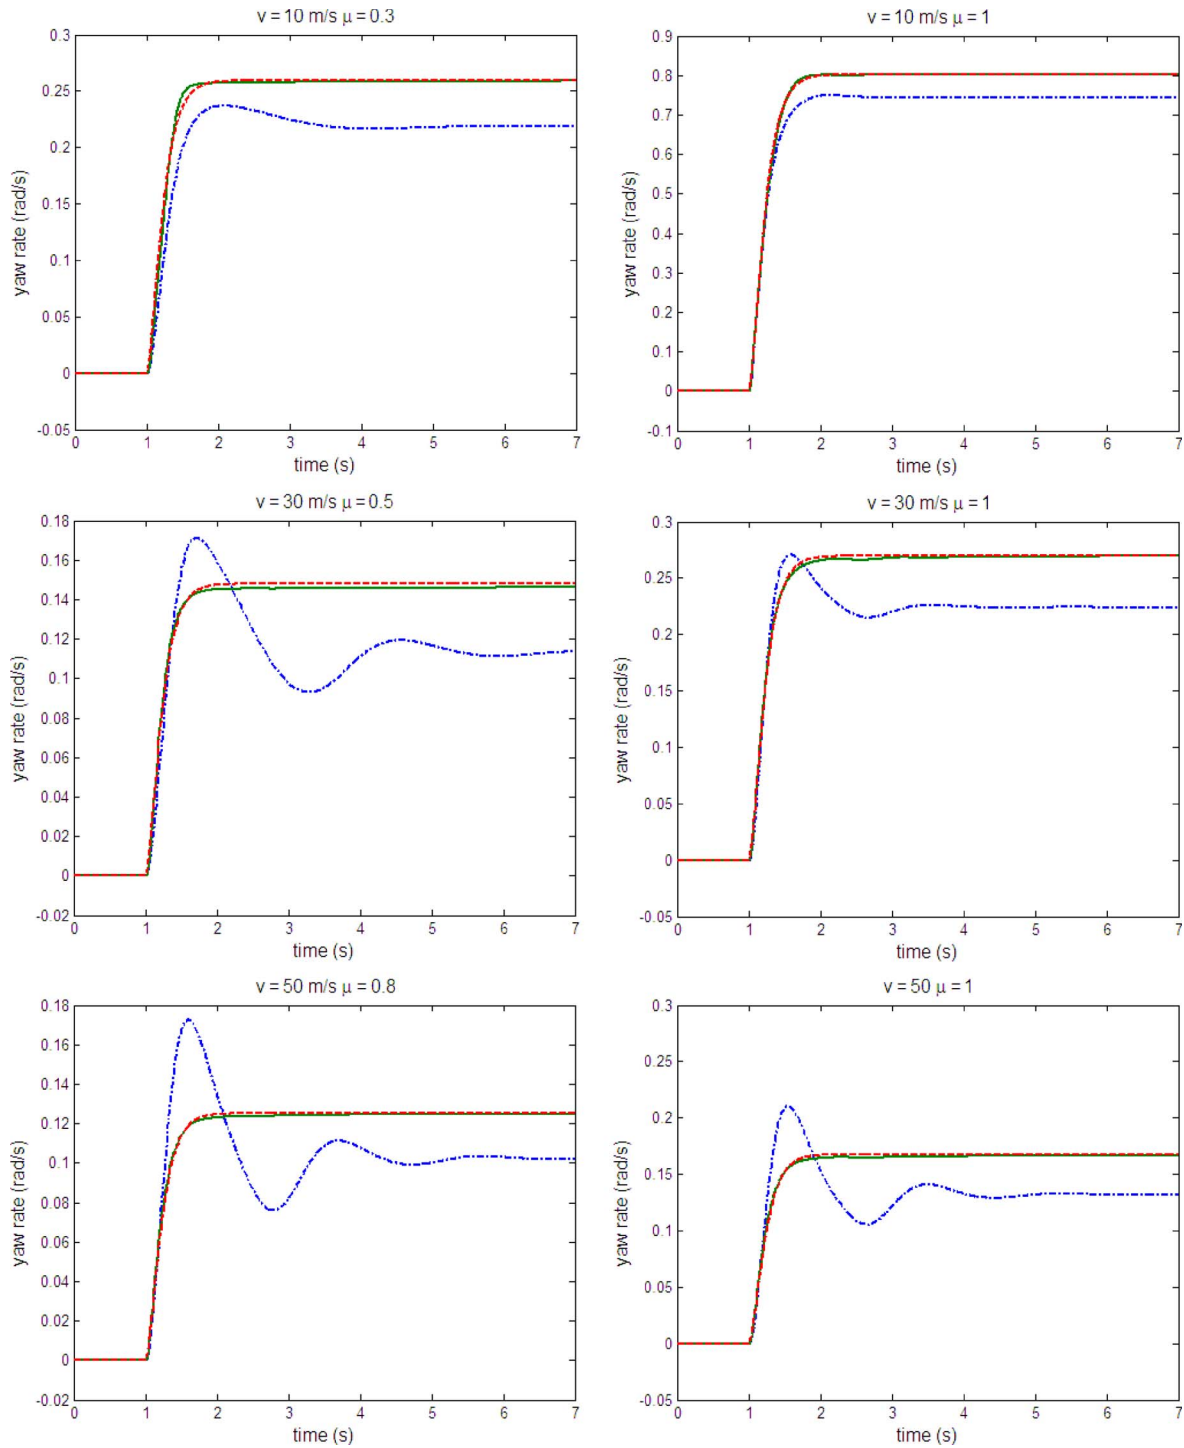 v = 10 m/s μ = 0.3
0.3
0.25
0.2
0.15
0.1
0.05
0
-0.05
yaw rate (rad/s)
0 1 2 3 4 5 6 7
time (s)
v = 10 m/s μ = 1
0.9
0.8
0.7
0.6
0.5
0.4
0.3
0.2
0.1
0
-0.1
yaw rate (rad/s)
0 1 2 3 4 5 6 7
time (s)
v = 30 m/s μ = 0.5
0.18
0.16
0.14
0.12
0.1
0.08
0.06
0.04
0.02
0
-0.02
yaw rate (rad/s)
0 1 2 3 4 5 6 7
time (s)
v = 30 m/s μ = 1
0.3
0.25
0.2
0.15
0.1
0.05
0
-0.05
yaw rate (rad/s)
0 1 2 3 4 5 6 7
time (s)
v = 50 m/s μ = 0.8
0.18
0.16
0.14
0.12
0.1
0.08
0.06
0.04
0.02
0
-0.02
yaw rate (rad/s)
0 1 2 3 4 5 6 7
time (s)
v = 50 μ = 1
0.3
0.25
0.2
0.15
0.1
0.05
0
-0.05
yaw rate (rad/s)
0 1 2 3 4 5 6 7
time (s)